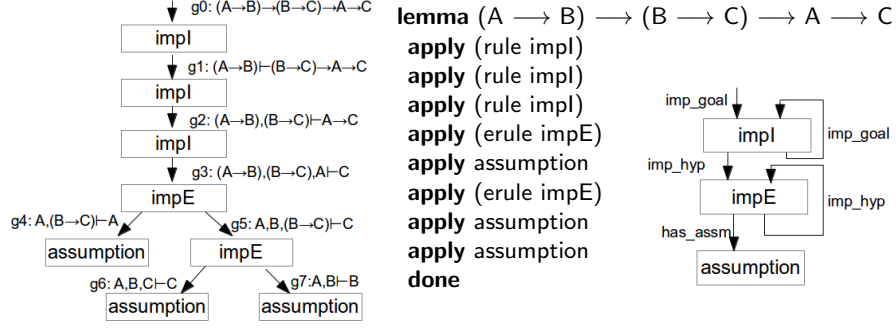 g0: (A→B)→(B→C)→A→C
impI
g1: (A→B)⊢(B→C)→A→C
impI
g2: (A→B),(B→C)⊢A→C
impI
g3: (A→B),(B→C),A⊢C
impE
g4: A,(B→C)⊢A
g5: A,B,(B→C)⊢C
assumption
impE
g6: A,B,C⊢C
g7:A,B⊢B
assumption
assumption
lemma (A ⟶ B) ⟶ (B ⟶ C) ⟶ A ⟶ C
apply (rule impI)
apply (rule impI)
apply (rule impI)
apply (erule impE)
apply assumption
apply (erule impE)
apply assumption
apply assumption
done
imp_goal
impI
imp_goal
imp_hyp
impE
imp_hyp
has_assm
assumption